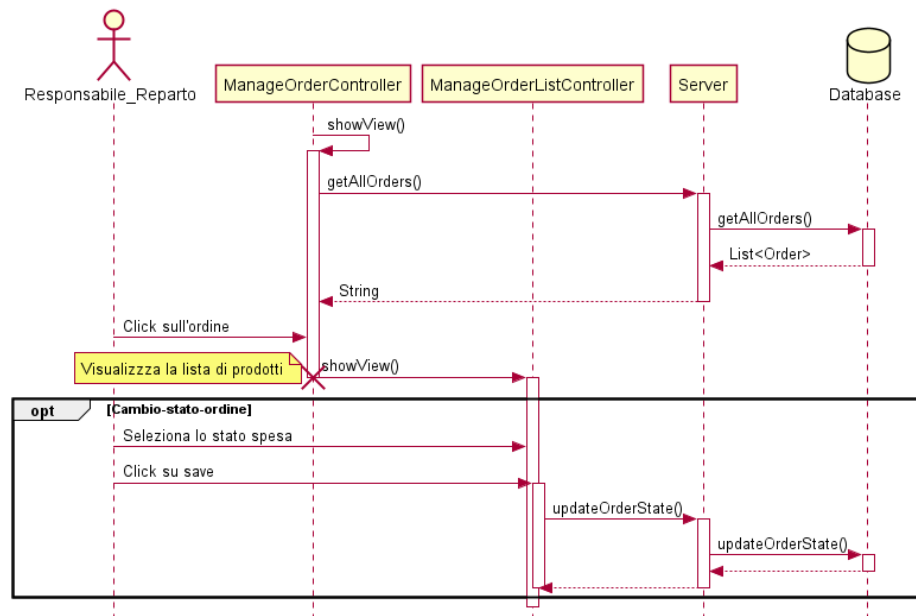 Responsabile_Reparto
ManageOrderController
ManageOrderListController
Server
Database
showView()
getAllOrders()
getAllOrders()
List<Order>
String
Click sull'ordine
Visualizzza la lista di prodotti
showView()
opt
[Cambio-stato-ordine]
Seleziona lo stato spesa
Click su save
updateOrderState()
updateOrderState()